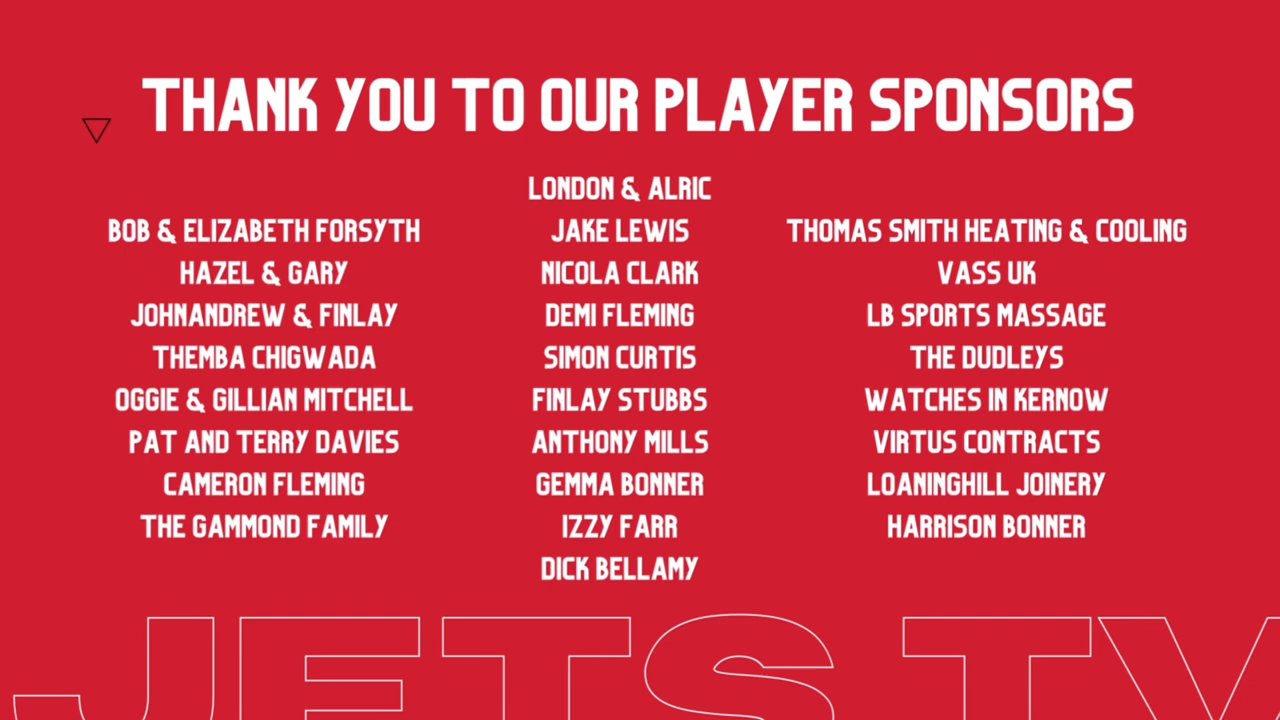 THANK YOU TO OUR PLAYER SPONSORS
BOB & ELIZABETH FORSYTH
HAZEL & GARY
JOHNANDREW & FINLAY
THEMBA CHIGWADA
OGGIE & GILLIAN MITCHELL
PAT AND TERRY DAVIES
CAMERON FLEMING
THE GAMMOND FAMILY
LONDON & ALRIC
JAKE LEWIS
NICOLA CLARK
DEMI FLEMING
SIMON CURTIS
FINLAY STUBBS
ANTHONY MILLS
GEMMA BONNER
IZZY FARR
DICK BELLAMY
THOMAS SMITH HEATING & COOLING
VASS UK
LB SPORTS MASSAGE
THE DUDLEYS
WATCHES IN KERNOW
VIRTUS CONTRACTS
LOANINGHILL JOINERY
HARRISON BONNER
JETS TV